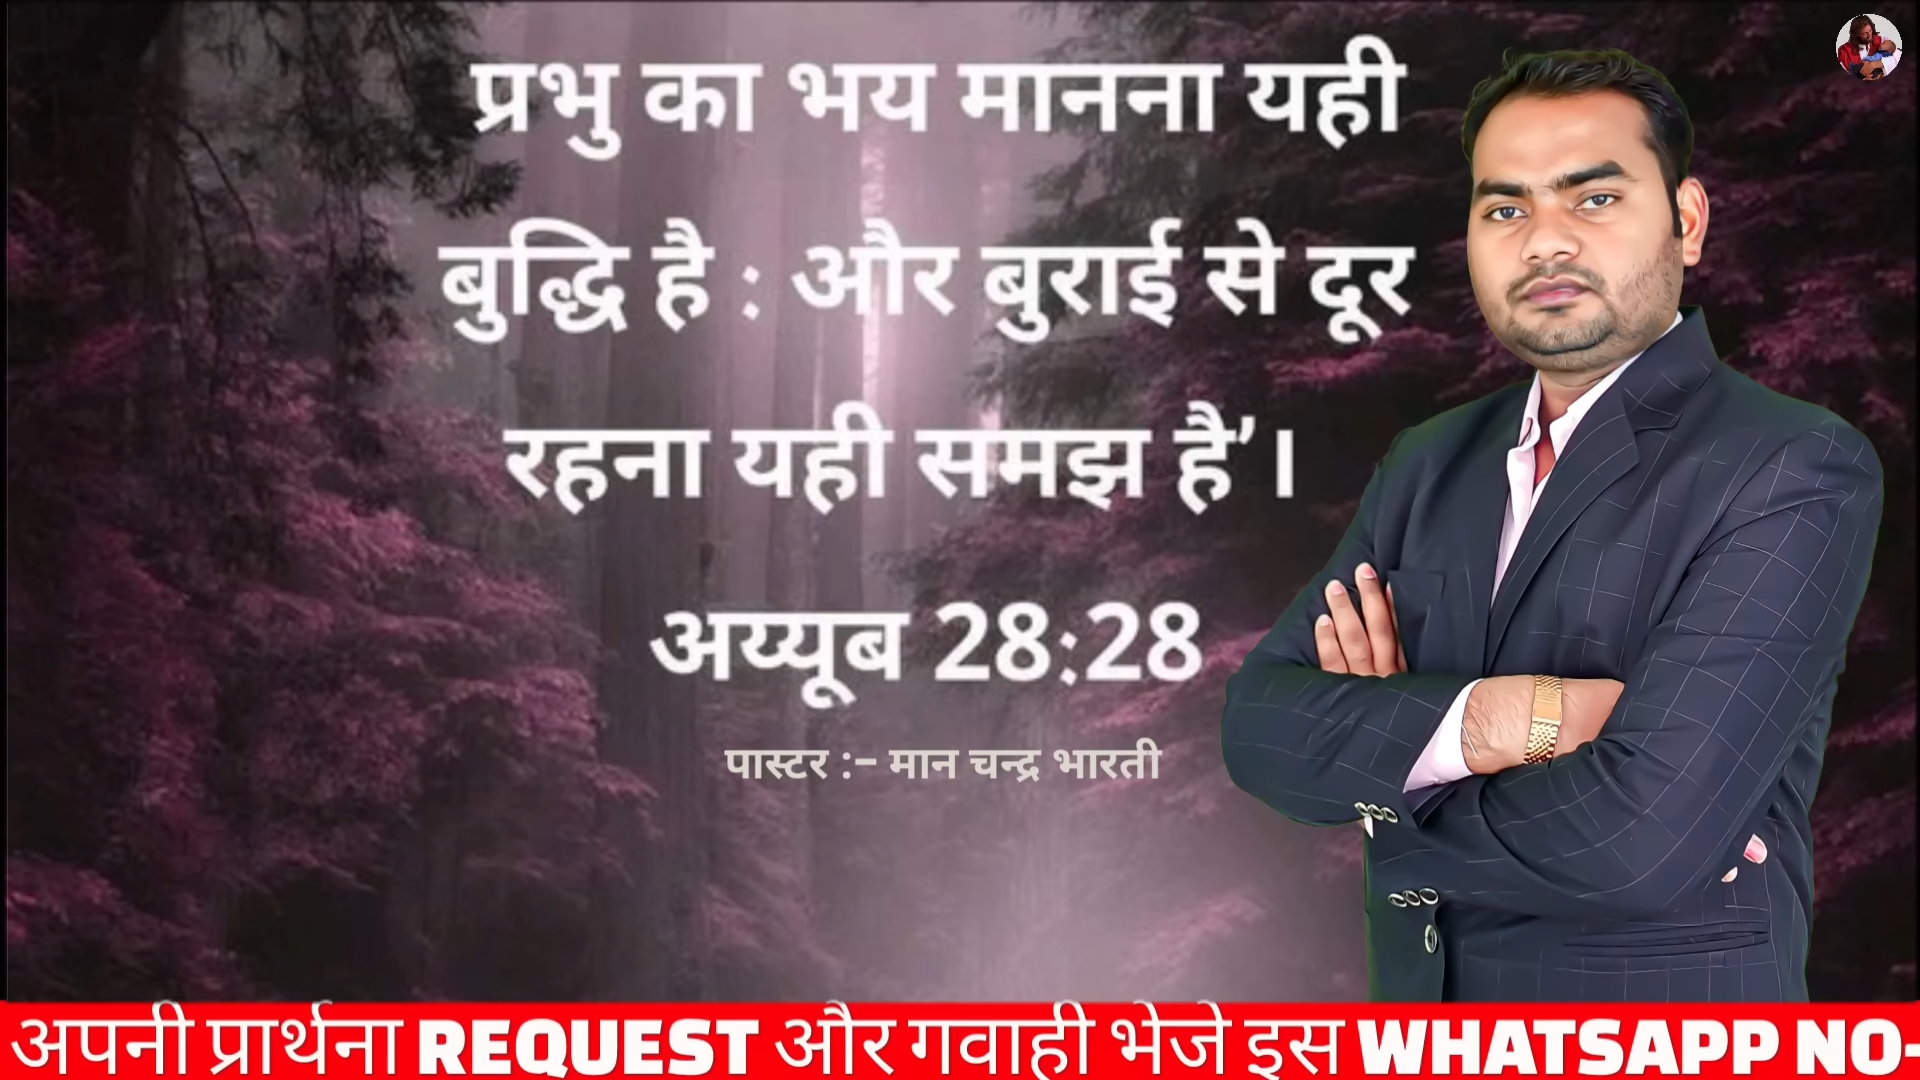 प्रभु का भय मानना यही
बुद्धि है : और बुराई से दूर
रहना यही समझ है’।
अय्यूब 28:28
पास्टर :- मान चन्द्र भारती
अपनी प्रार्थना REQUEST और गवाही भेजे इस WHATSAPP NO-